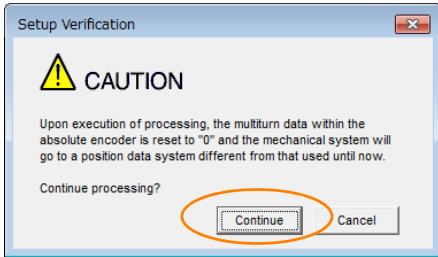 Setup Verification
CAUTION
Upon execution of processing, the multiturn data within the
absolute encoder is reset to "0" and the mechanical system will
go to a position data system different from that used until now.
Continue processing?
Continue Cancel